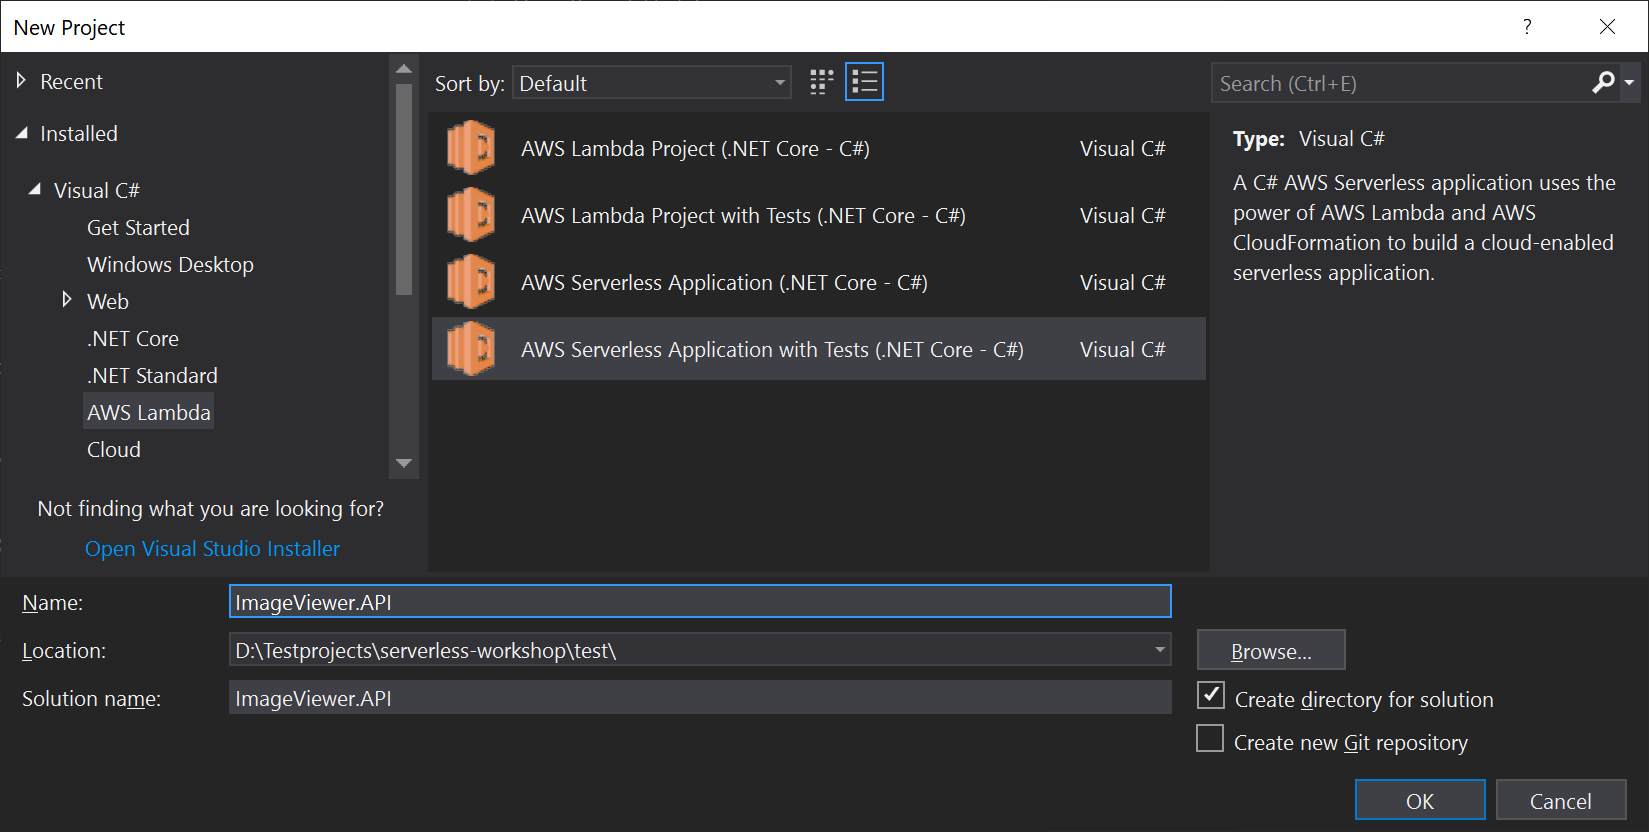 New Project
?
Recent
Installed
Visual C#
Get Started
Windows Desktop
Web
.NET Core
.NET Standard
AWS Lambda
Cloud
Not finding what you are looking for?
Open Visual Studio Installer
Sort by: Default
AWS Lambda Project (.NET Core - C#) Visual C#
AWS Lambda Project with Tests (.NET Core - C#) Visual C#
AWS Serverless Application (.NET Core - C#) Visual C#
AWS Serverless Application with Tests (.NET Core - C#) Visual C#
Search (Ctrl+E)
Type: Visual C#
A C# AWS Serverless application uses the
power of AWS Lambda and AWS
CloudFormation to build a cloud-enabled
serverless application.
Name: ImageViewer.API
Location: D:\Testprojects\serverless-workshop\test\
Browse...
Solution name: ImageViewer.API
Create directory for solution
Create new Git repository
OK Cancel